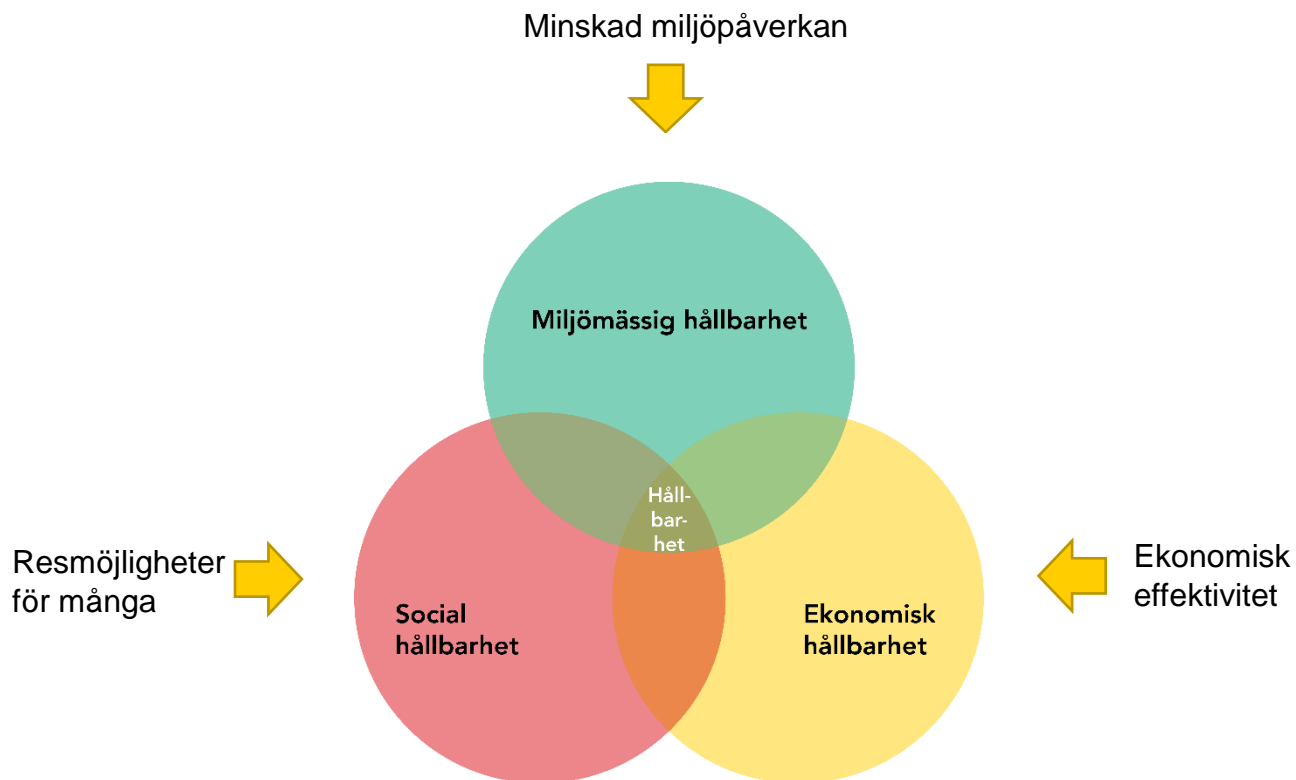 Minskad miljöpåverkan
Miljömässig hållbarhet
Håll-
bar-
het
Resmöjligheter
för många
Social
hållbarhet
Ekonomisk
hållbarhet
Ekonomisk
effektivitet